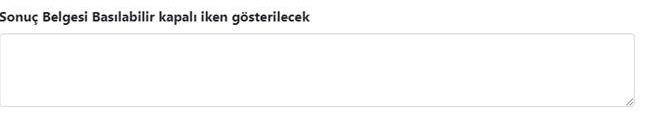 Sonuç Belgesi Basılabilir kapalı iken gösterilecek